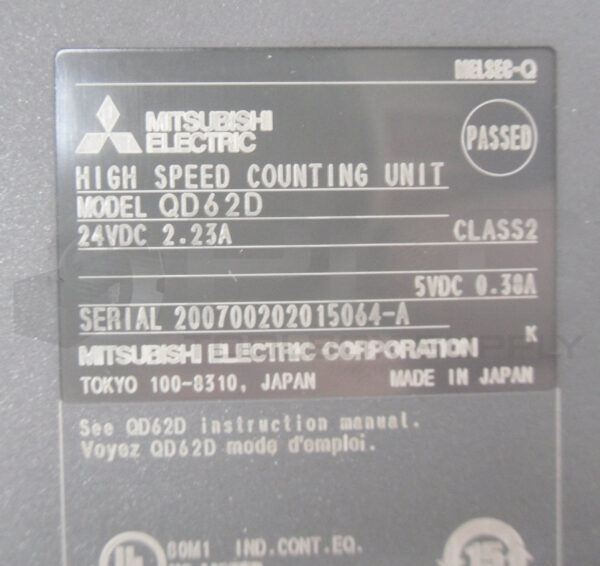 MELSEC-Q
MITSUBISHI
ELECTRIC
PASSED
HIGH SPEED COUNTING UNIT
MODEL QD62D
24VDC 2.23A CLASS2
5VDC 0.38A
SERIAL 200700202015064-A
K
MITSUBISHI ELECTRIC CORPORATION
TOKYO 100-8310, JAPAN MADE IN JAPAN
See QD62D instruction manual.
Voyez QD62D mode d'emploi.
UL 80M1 IND.CONT.EQ.
15